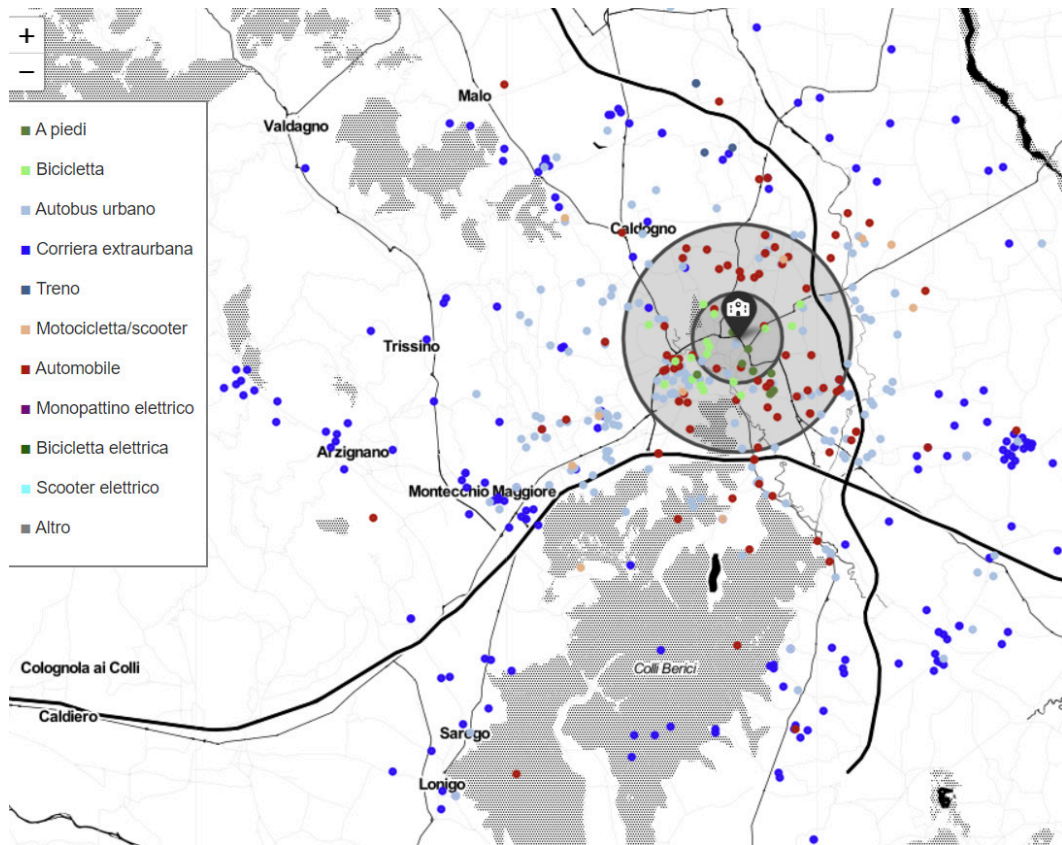 +
−
A piedi
Bicicletta
Autobus urbano
Corriera extraurbana
Treno
Motocicletta/scooter
Automobile
Monopattino elettrico
Bicicletta elettrica
Scooter elettrico
Altro
Malo
Valdagno
Caldogno
Trissino
Arzignano
Montecchio Maggiore
Colli Berici
Colognola ai Colli
Caldiero
Sarego
Lonigo